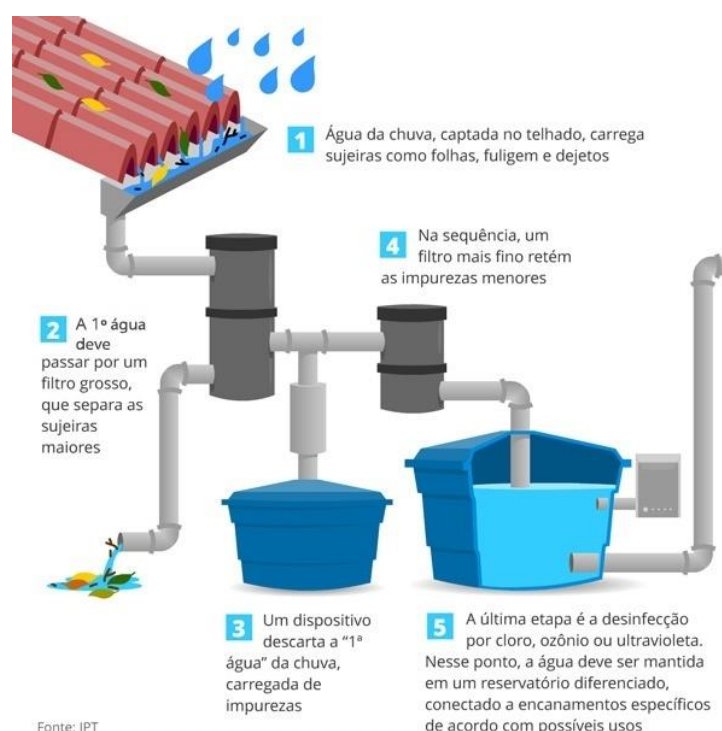 1 Água da chuva, captada no telhado, carrega
sujeiras como folhas, fuligem e dejetos
2 A 1º água
deve
passar por um
filtro grosso,
que separa as
sujeiras
maiores
3 Um dispositivo
descarta a “1ª
água” da chuva,
carregada de
impurezas
4 Na sequência, um
filtro mais fino retém
as impurezas menores
5 A última etapa é a desinfecção
por cloro, ozônio ou ultravioleta.
Nesse ponto, a água deve ser mantida
em um reservatório diferenciado,
conectado a encanamentos específicos
de acordo com possíveis usos
Fonte: IPT